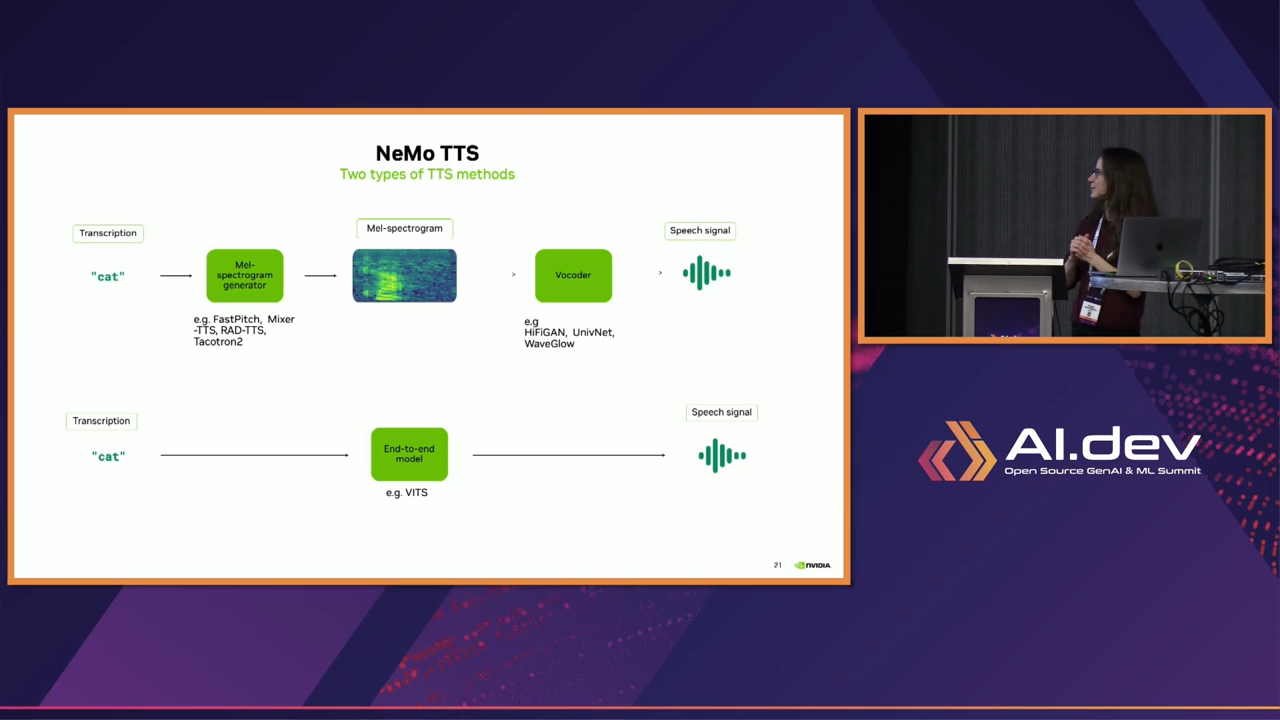 NeMo TTS
Two types of TTS methods
Transcription
Mel-spectrogram
Speech signal
"cat"
Mel-
spectrogram
generator
Vocoder
e.g. FastPitch, Mixer
-TTS, RAD-TTS,
Tacotron2
e.g
HiFiGAN, UnivNet,
WaveGlow
Transcription
Speech signal
"cat"
End-to-end
model
e.g. VITS
21
NVIDIA
AI.dev
Open Source GenAI & ML Summit